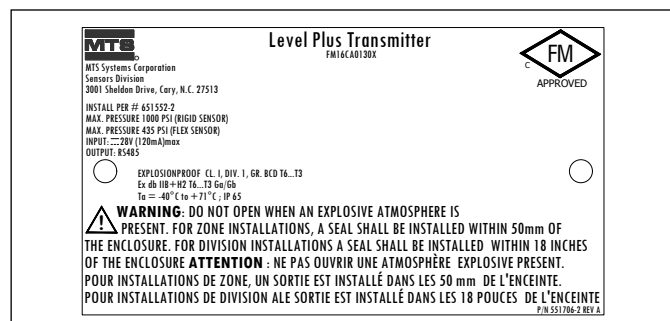 MTS
Level Plus Transmitter
FM16CA0130X
C FM
APPROVED
MTS Systems Corporation
Sensors Division
3001 Sheldon Drive, Cary, N.C. 27513
INSTALL PER # 651552-2
MAX. PRESSURE 1000 PSI (RIGID SENSOR)
MAX. PRESSURE 435 PSI (FLEX SENSOR)
INPUT: ⎓28V (120mA)max
OUTPUT: RS485
EXPLOSIONPROOF CL. I, DIV. 1, GR. BCD T6...T3
Ex db IIB+H2 T6...T3 Ga/Gb
Ta = -40°C to +71°C ; IP 65
WARNING: DO NOT OPEN WHEN AN EXPLOSIVE ATMOSPHERE IS
PRESENT. FOR ZONE INSTALLATIONS, A SEAL SHALL BE INSTALLED WITHIN 50mm OF
THE ENCLOSURE. FOR DIVISION INSTALLATIONS A SEAL SHALL BE INSTALLED WITHIN 18 INCHES
OF THE ENCLOSURE ATTENTION : NE PAS OUVRIR UNE ATMOSPHÈRE EXPLOSIVE PRESENT.
POUR INSTALLATIONS DE ZONE, UN SORTIE EST INSTALLÉ DANS LES 50 mm DE L'ENCEINTE.
POUR INSTALLATIONS DE DIVISION ALE SORTIE EST INSTALLÉ DANS LES 18 POUCES DE L'ENCEINTE
P/N 551706-2 REV A